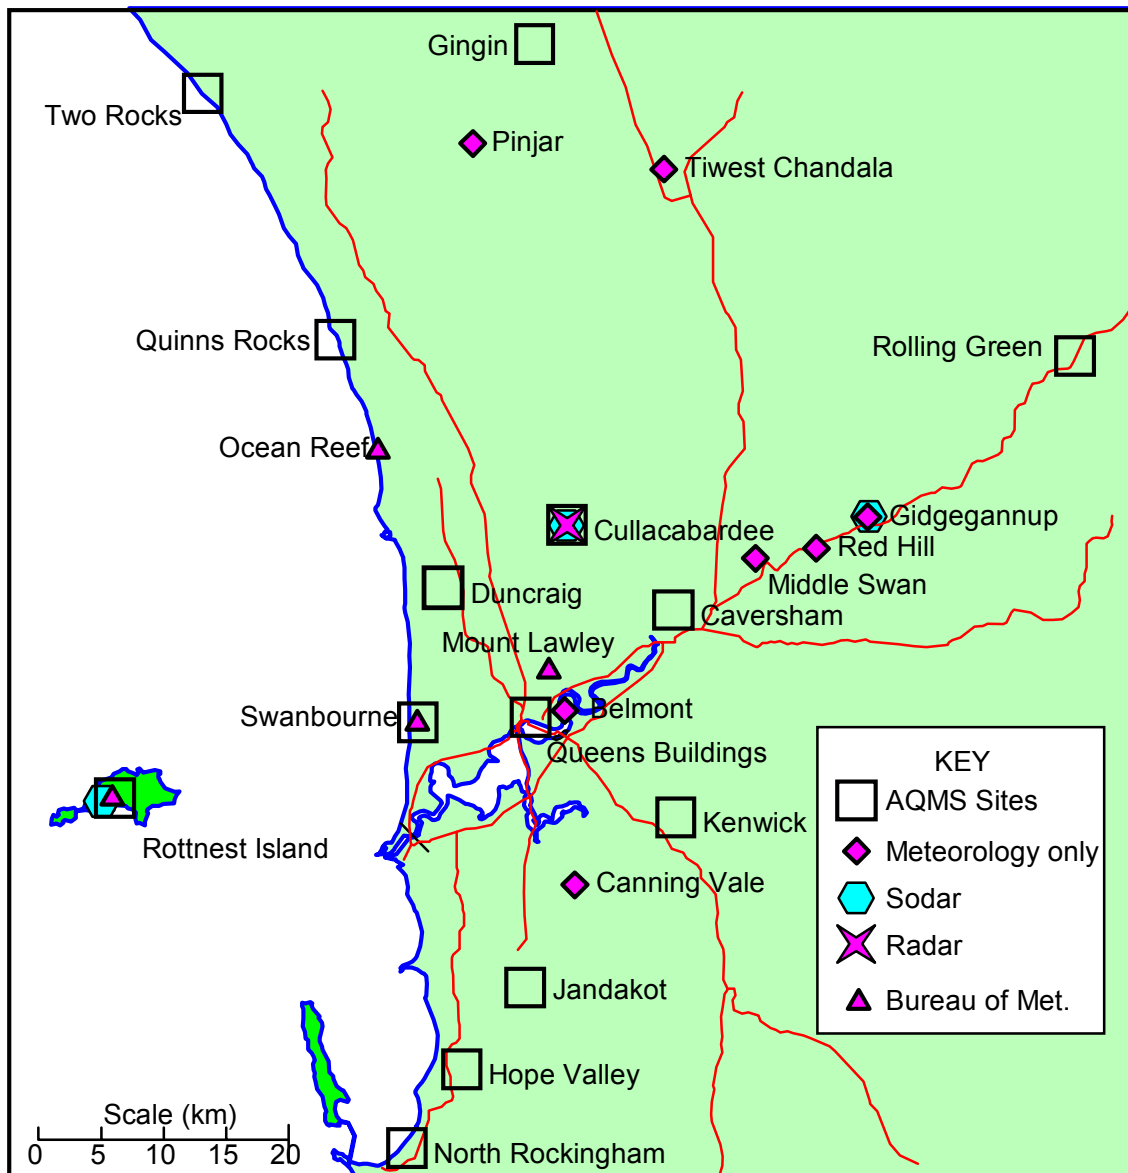 Gingin
Two Rocks
Pinjar
Tiwest Chandala
Quinns Rocks
Rolling Green
Ocean Reef
Cullacabardee
Gidgegannup
Red Hill
Middle Swan
Duncraig
Caversham
Mount Lawley
Swanbourne
Belmont
Queens Buildings
KEY
AQMS Sites
Kenwick
Rottnest Island
Meteorology only
Canning Vale
Sodar
Radar
Jandakot
Bureau of Met.
Hope Valley
Scale (km)
0 5 10 15 20
North Rockingham